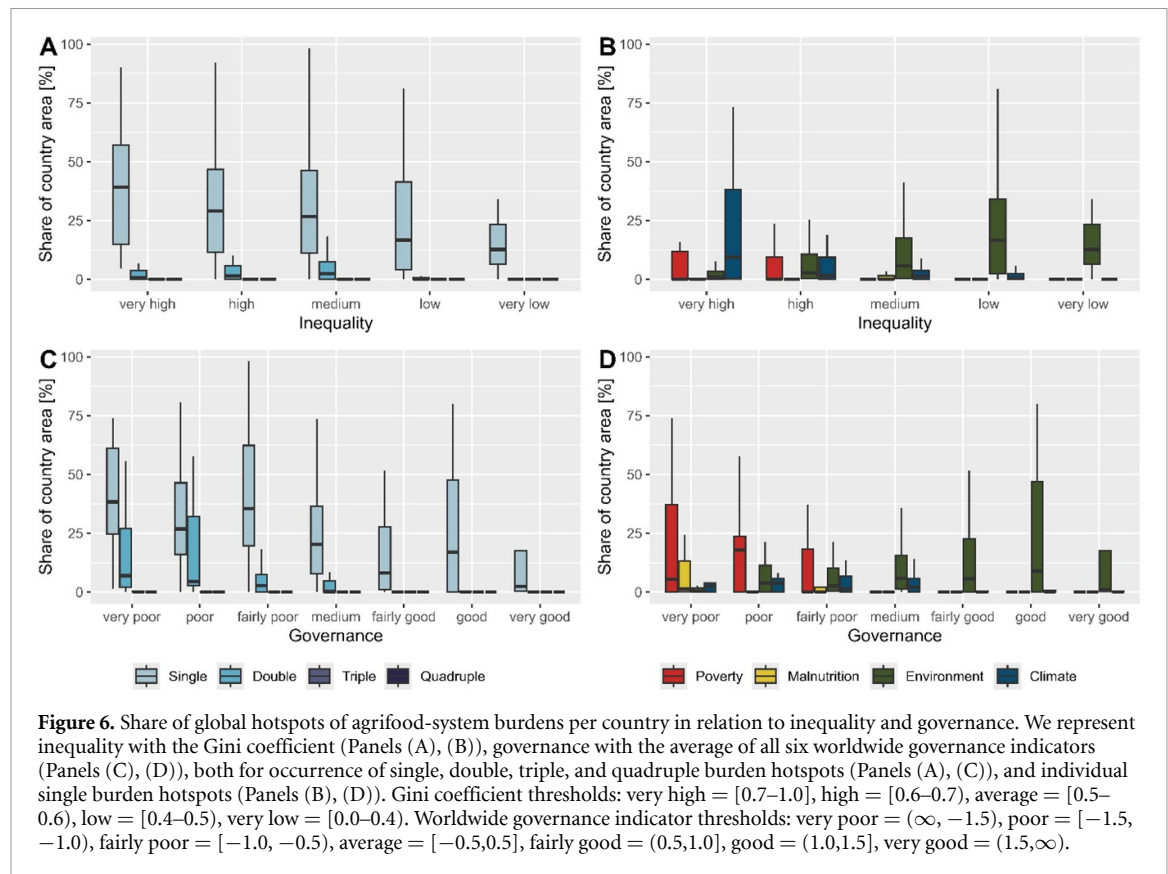 A
100
75
50
25
0
Share of country area [%]
very high
high
medium
low
very low
Inequality
B
100
75
50
25
0
Share of country area [%]
very high
high
medium
low
very low
Inequality
C
100
75
50
25
0
Share of country area [%]
very poor
poor
fairly poor
medium
fairly good
good
very good
Governance
D
100
75
50
25
0
Share of country area [%]
very poor
poor
fairly poor
medium
fairly good
good
very good
Governance
Single Double Triple Quadruple
Poverty Malnutrition Environment Climate
Figure 6. Share of global hotspots of agrifood-system burdens per country in relation to inequality and governance. We represent
inequality with the Gini coefficient (Panels (A), (B)), governance with the average of all six worldwide governance indicators
(Panels (C), (D)), both for occurrence of single, double, triple, and quadruple burden hotspots (Panels (A), (C)), and individual
single burden hotspots (Panels (B), (D)). Gini coefficient thresholds: very high = [0.7–1.0], high = [0.6–0.7), average = [0.5–
0.6), low = [0.4–0.5), very low = [0.0–0.4). Worldwide governance indicator thresholds: very poor = (∞, −1.5), poor = [−1.5,
−1.0), fairly poor = [−1.0, −0.5), average = [−0.5,0.5], fairly good = (0.5,1.0], good = (1.0,1.5], very good = (1.5,∞).